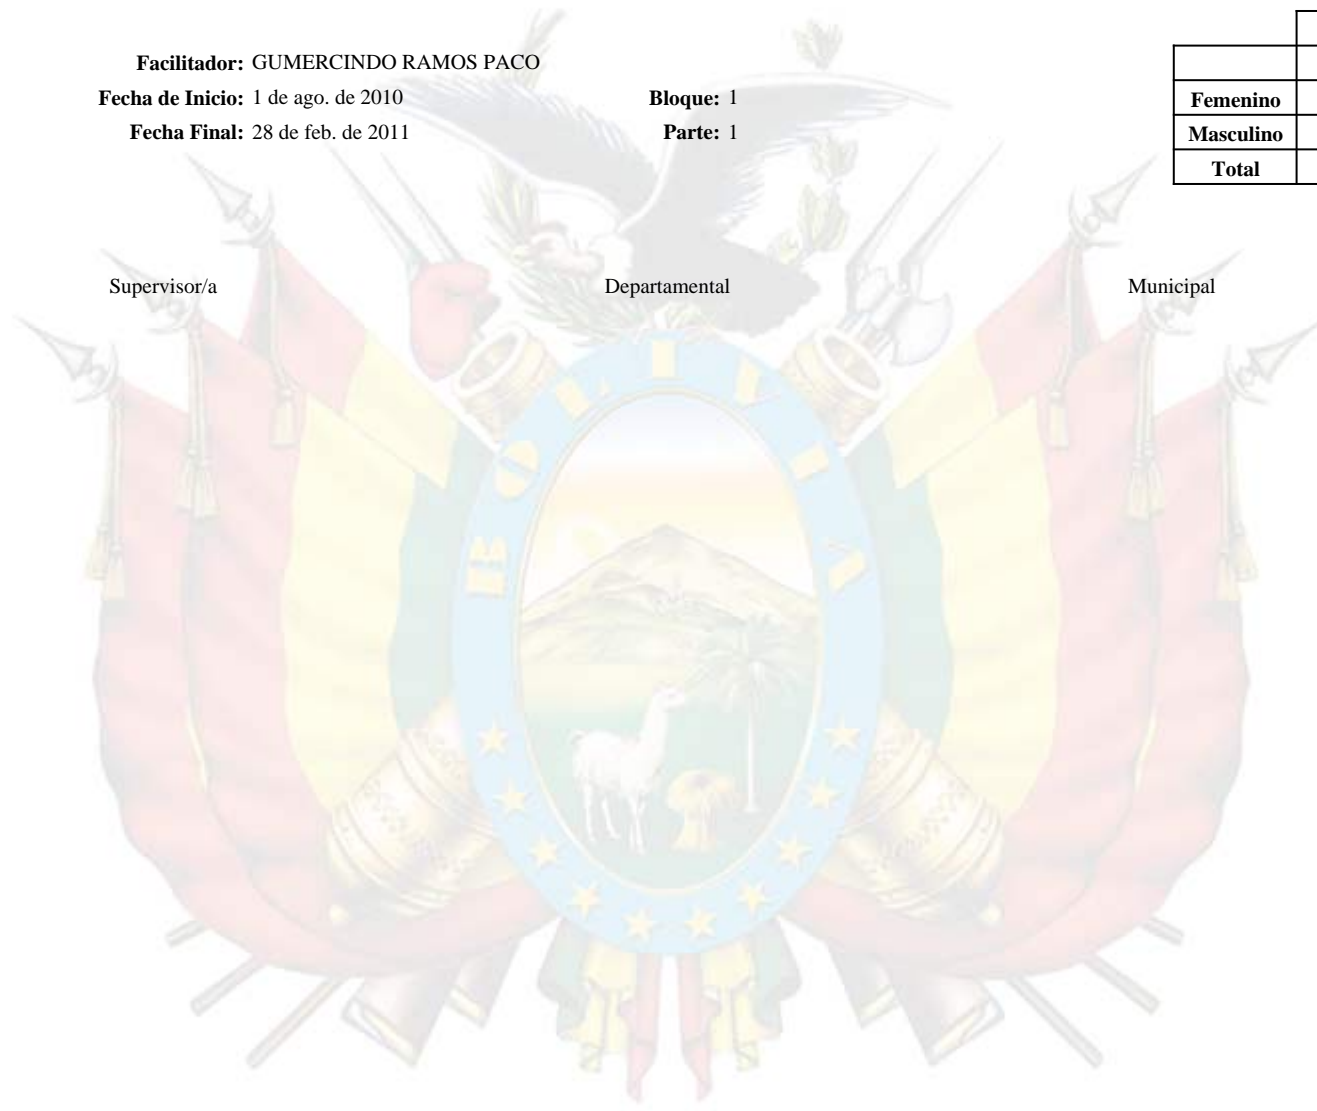 Facilitador: GUMERCINDO RAMOS PACO
Fecha de Inicio: 1 de ago. de 2010 Bloque: 1
Fecha Final: 28 de feb. de 2011 Parte: 1
Femenino
Masculino
Total
Supervisor/a Departamental Municipal
BOLIVIA